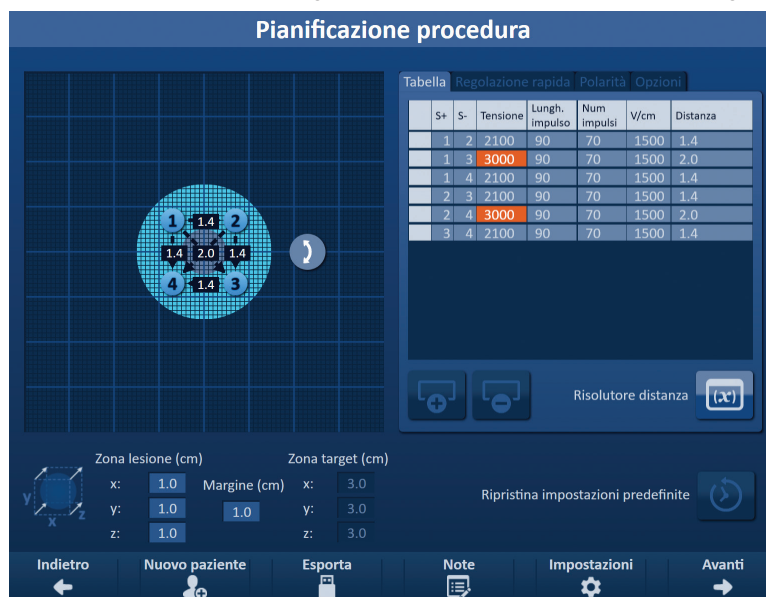 Pianificazione procedura
Tabella Regolazione rapida Polarità Opzioni
S+ S- Tensione Lungh. impulso Num impulsi V/cm Distanza
1 2 2100 90 70 1500 1.4
1 3 3000 90 70 1500 2.0
1 4 2100 90 70 1500 1.4
2 3 2100 90 70 1500 1.4
2 4 3000 90 70 1500 2.0
3 4 2100 90 70 1500 1.4
1 1.4 2
1.4 2.0 1.4
4 1.4 3
Risolutore distanza (x)
Zona lesione (cm) Zona target (cm)
x: 1.0 Margine (cm) x: 3.0
y: 1.0 1.0 y: 3.0
z: 1.0 z: 3.0
y x z
Ripristina impostazioni predefinite
Indietro Nuovo paziente Esporta Note Impostazioni Avanti